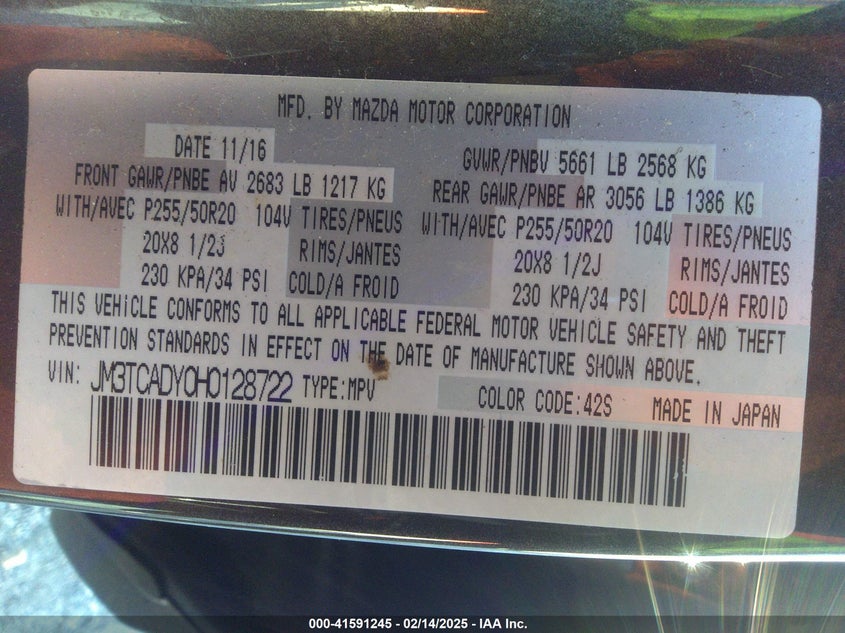 MFD. BY MAZDA MOTOR CORPORATION
DATE 11/16 GVWR/PNBV 5661 LB 2568 KG
FRONT GAWR/PNBE AV 2683 LB 1217 KG REAR GAWR/PNBE AR 3056 LB 1386 KG
WITH/AVEC P255/50R20 104V TIRES/PNEUS WITH/AVEC P255/50R20 104V TIRES/PNEUS
20X8 1/2J RIMS/JANTES 20X8 1/2J RIMS/JANTES
230 KPA/34 PSI COLD/A FROID 230 KPA/34 PSI COLD/A FROID
THIS VEHICLE CONFORMS TO ALL APPLICABLE FEDERAL MOTOR VEHICLE SAFETY AND THEFT
PREVENTION STANDARDS IN EFFECT ON THE DATE OF MANUFACTURE SHOWN ABOVE.
VIN: JM3TCADY0H0128722 TYPE:MPV COLOR CODE:42S MADE IN JAPAN
000-41591245 - 02/14/2025 - IAA Inc.